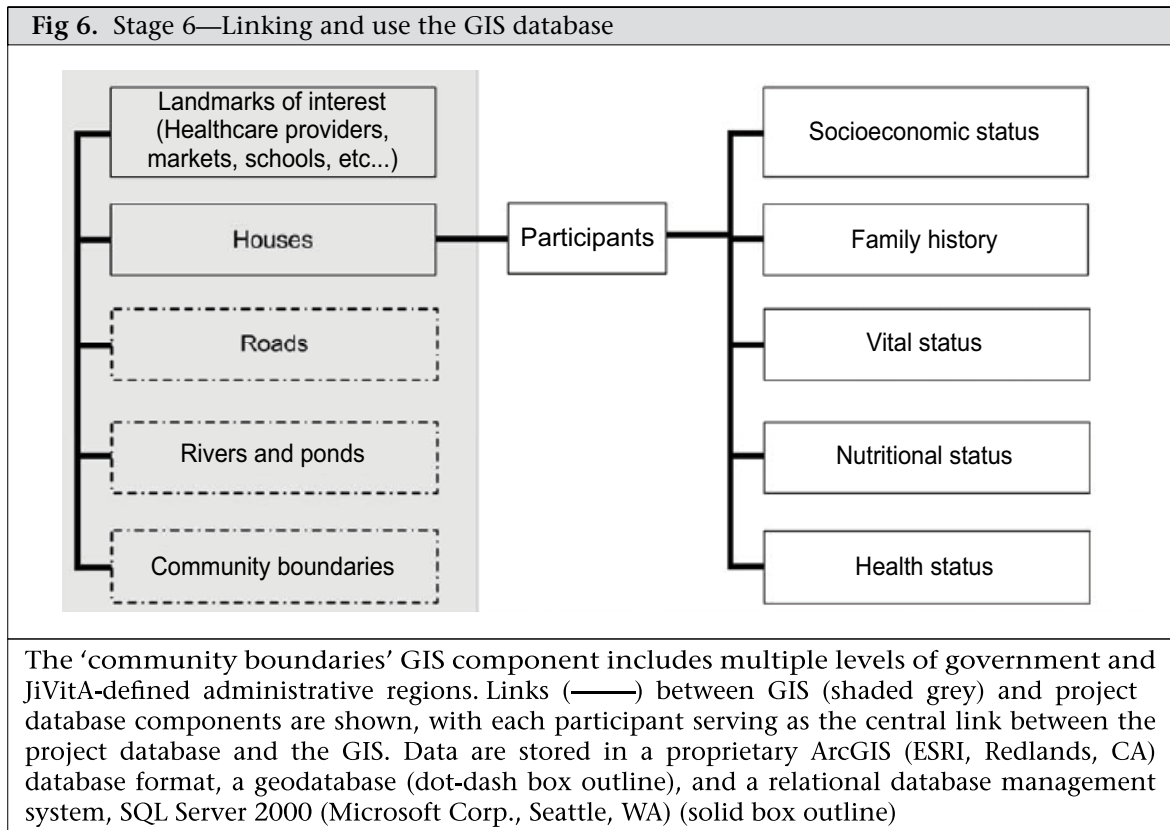 Fig 6. Stage 6—Linking and use the GIS database
Landmarks of interest
(Healthcare providers,
markets, schools, etc...)
Houses
Roads
Rivers and ponds
Community boundaries
Participants
Socioeconomic status
Family history
Vital status
Nutritional status
Health status
The ‘community boundaries’ GIS component includes multiple levels of government and
JiVitA-defined administrative regions. Links (——) between GIS (shaded grey) and project
database components are shown, with each participant serving as the central link between the
project database and the GIS. Data are stored in a proprietary ArcGIS (ESRI, Redlands, CA)
database format, a geodatabase (dot-dash box outline), and a relational database management
system, SQL Server 2000 (Microsoft Corp., Seattle, WA) (solid box outline)